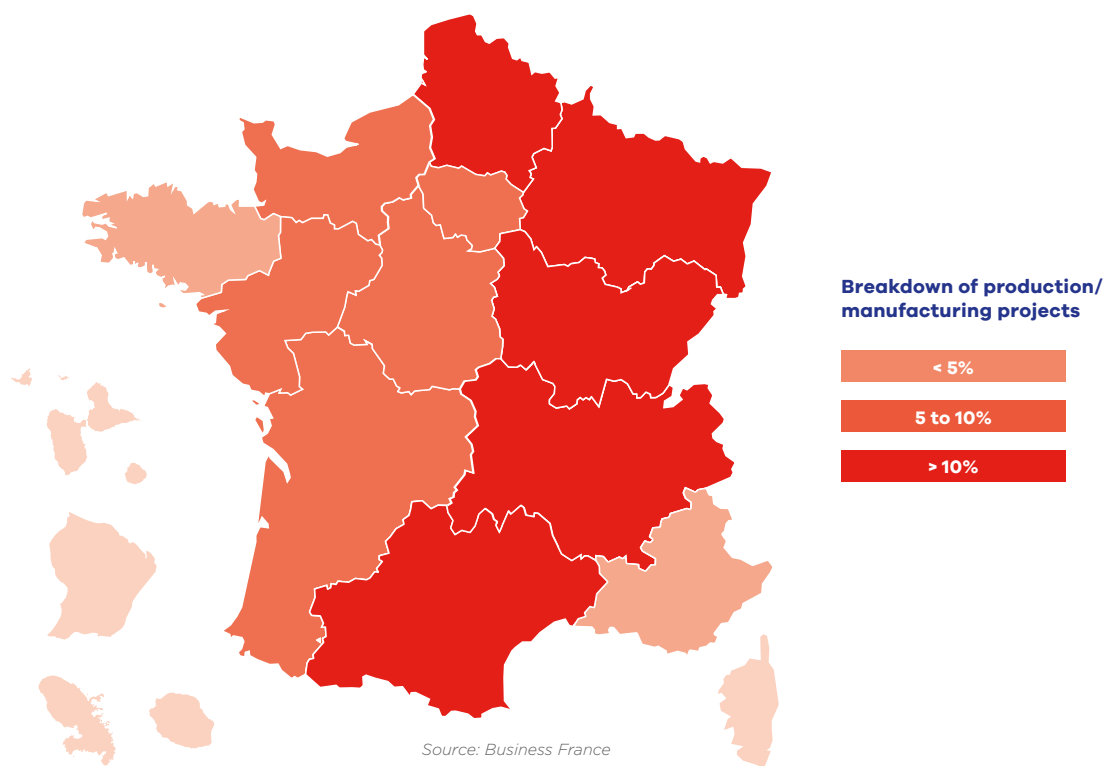 Breakdown of production/
manufacturing projects
< 5%
5 to 10%
> 10%
Source: Business France